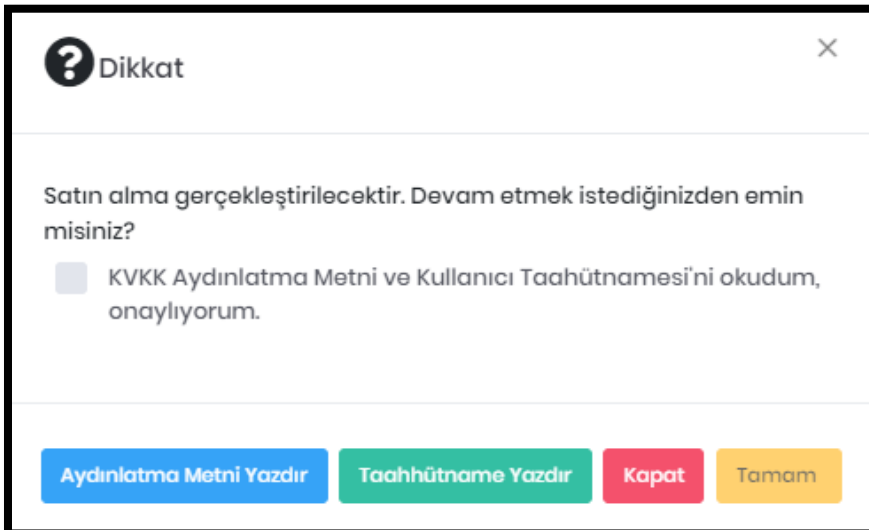 Dikkat
Satın alma gerçekleştirilecektir. Devam etmek istediğinizden emin
misiniz?
KVKK Aydınlatma Metni ve Kullanıcı Taahütnamesi'ni okudum,
onaylıyorum.
Aydınlatma Metni Yazdır Taahhütname Yazdır Kapat Tamam